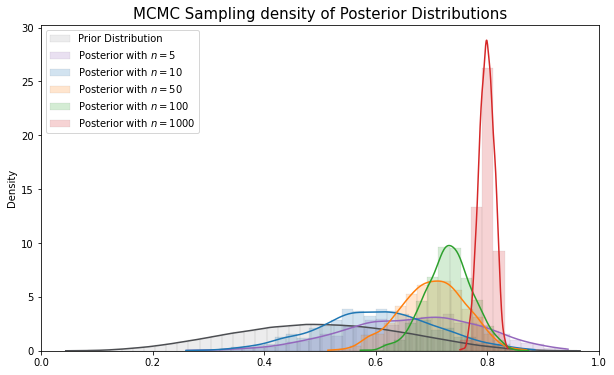 MCMC Sampling density of Posterior Distributions
30
25
20
15
10
5
0
Density
Prior Distribution
Posterior with n = 5
Posterior with n = 10
Posterior with n = 50
Posterior with n = 100
Posterior with n = 1000
0.0 0.2 0.4 0.6 0.8 1.0